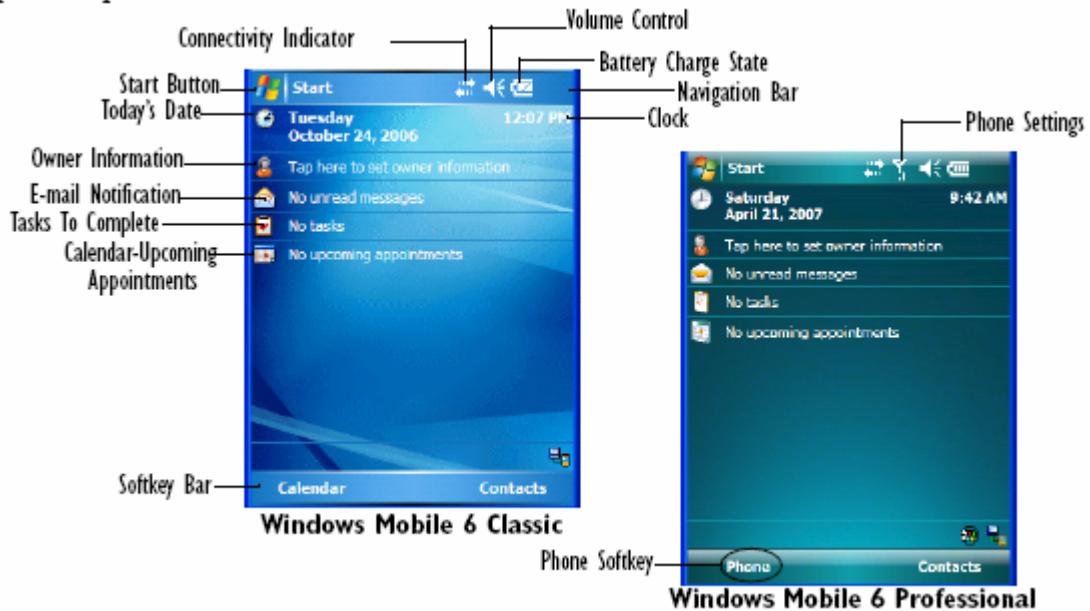 Volume Control
Connectivity Indicator
Battery Charge State
Start Button
Start
Navigation Bar
Today's Date
Tuesday
12:07 PM
Clock
October 24, 2006
Phone Settings
Owner Information
Tap here to set owner information
Start
E-mail Notification
No unread messages
Saturday
9:42 AM
April 21, 2007
Tasks To Complete
No tasks
Calendar-Upcoming
Appointments
No upcoming appointments
Tap here to set owner information
No unread messages
No tasks
No upcoming appointments
Softkey Bar
Calendar
Contacts
Windows Mobile 6 Classic
Phone Softkey
Phone
Contacts
Windows Mobile 6 Professional